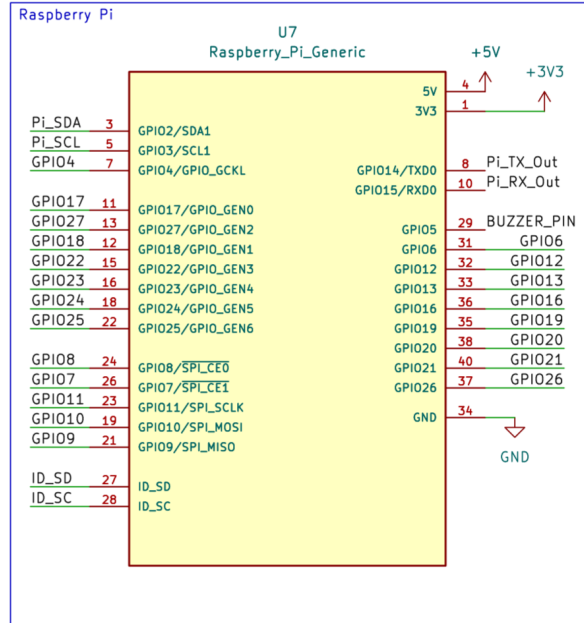 Raspberry Pi
U7
Raspberry_Pi_Generic
+5V
+3V3
4 5V
1 3V3
Pi_SDA 3 GPIO2/SDA1
Pi_SCL 5 GPIO3/SCL1
GPIO4 7 GPIO4/GPIO_GCKL
GPIO14/TXD0 8 Pi_TX_Out
GPIO15/RXD0 10 Pi_RX_Out
GPIO17 11 GPIO17/GPIO_GEN0
GPIO27 13 GPIO27/GPIO_GEN2
GPIO18 12 GPIO18/GPIO_GEN1
GPIO22 15 GPIO22/GPIO_GEN3
GPIO23 16 GPIO23/GPIO_GEN4
GPIO24 18 GPIO24/GPIO_GEN5
GPIO25 22 GPIO25/GPIO_GEN6
GPIO5 29 BUZZER_PIN
GPIO6 31 GPIO6
GPIO12 32 GPIO12
GPIO13 33 GPIO13
GPIO16 36 GPIO16
GPIO19 35 GPIO19
GPIO20 38 GPIO20
GPIO21 40 GPIO21
GPIO26 37 GPIO26
GPIO8 24 GPIO8/SPI_CE0
GPIO7 26 GPIO7/SPI_CE1
GPIO11 23 GPIO11/SPI_SCLK
GPIO10 19 GPIO10/SPI_MOSI
GPIO9 21 GPIO9/SPI_MISO
GND 34
GND
ID_SD 27 ID_SD
ID_SC 28 ID_SC